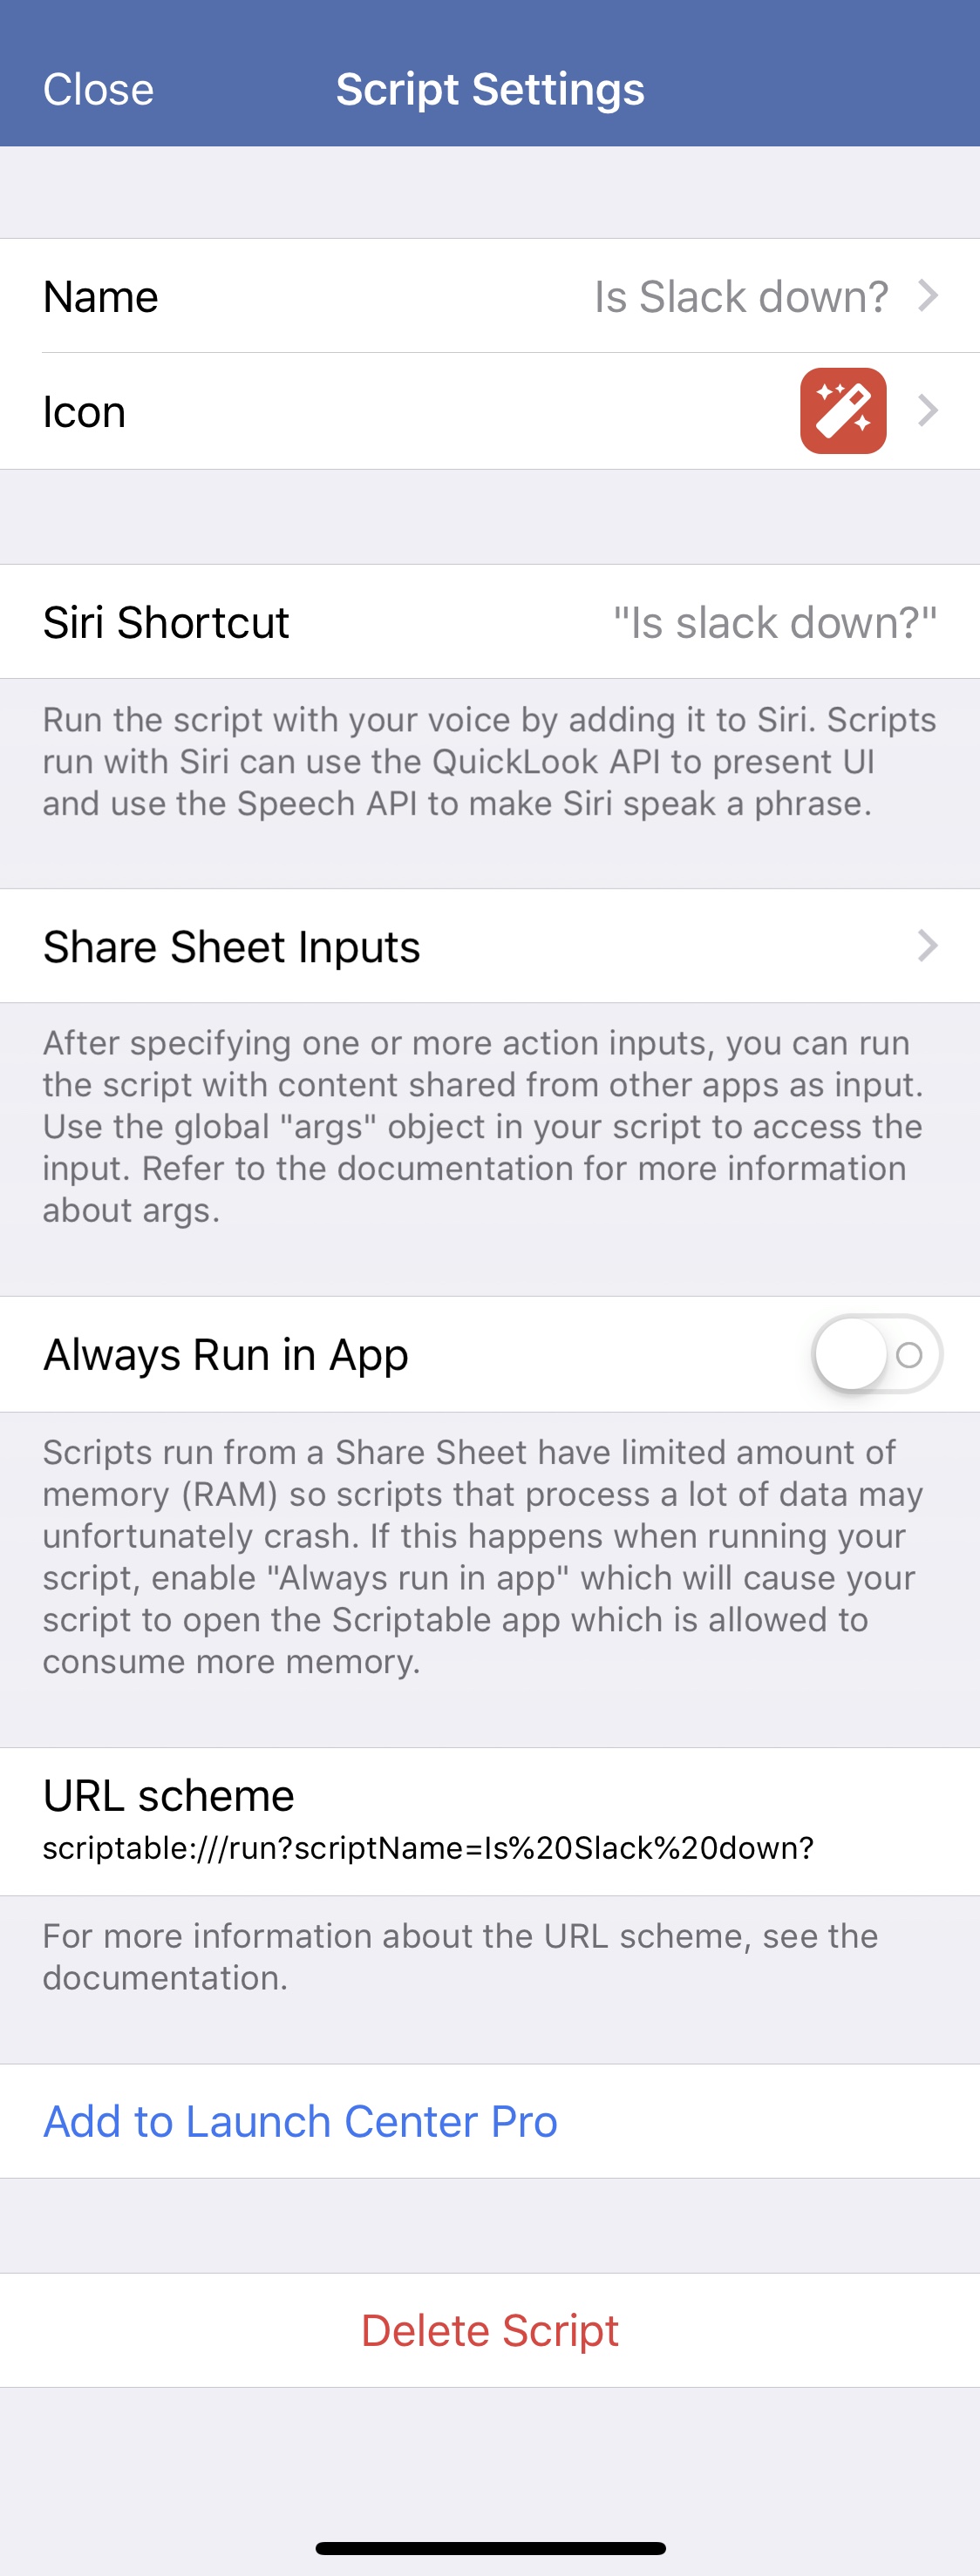 Close Script Settings
Name Is Slack down?
Icon
Siri Shortcut "Is slack down?"
Run the script with your voice by adding it to Siri. Scripts
run with Siri can use the QuickLook API to present UI
and use the Speech API to make Siri speak a phrase.
Share Sheet Inputs
After specifying one or more action inputs, you can run
the script with content shared from other apps as input.
Use the global "args" object in your script to access the
input. Refer to the documentation for more information
about args.
Always Run in App
Scripts run from a Share Sheet have limited amount of
memory (RAM) so scripts that process a lot of data may
unfortunately crash. If this happens when running your
script, enable "Always run in app" which will cause your
script to open the Scriptable app which is allowed to
consume more memory.
URL scheme
scriptable:///run?scriptName=Is%20Slack%20down?
For more information about the URL scheme, see the
documentation.
Add to Launch Center Pro
Delete Script